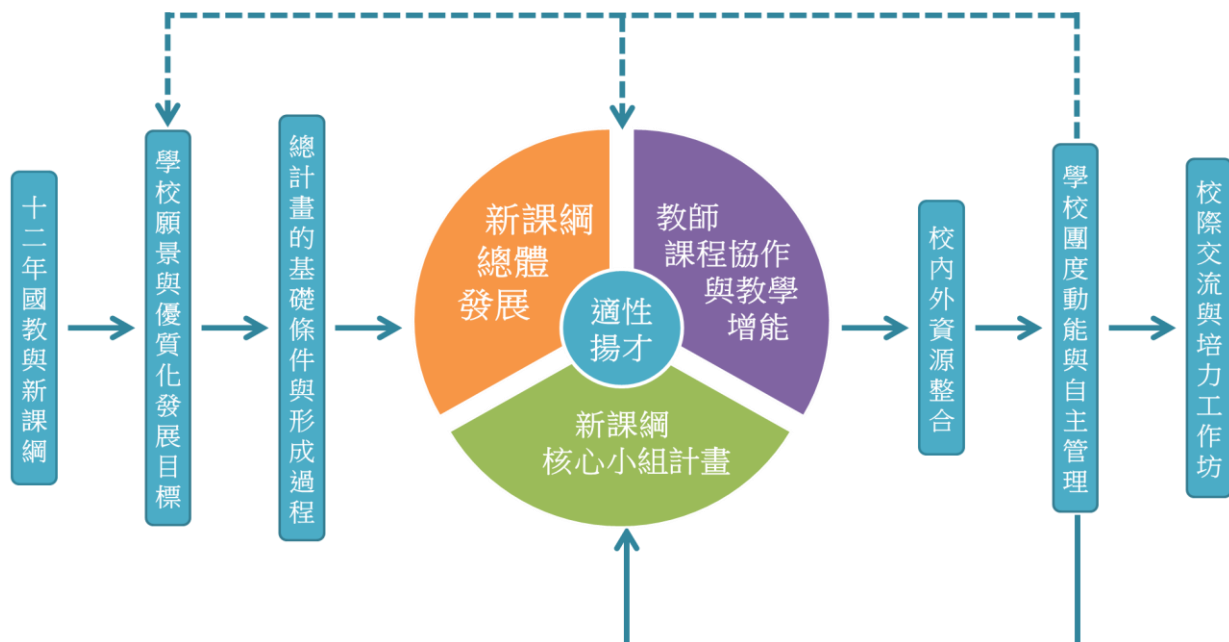 十二年國教與新課綱
學校願景與優質化發展目標
總計畫的基礎條件與形成過程
新課綱
總體
發展
教師
課程協作
與教學
增能
適性
揚才
新課綱
核心小組計畫
校內外資源整合
學校團度動能與自主管理
校際交流與培力工作坊